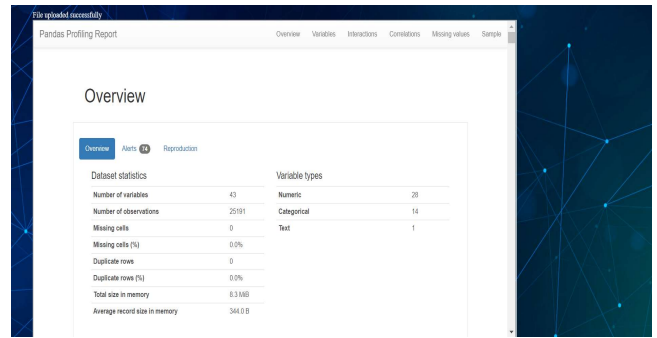 File uploaded successfully
Pandas Profiling Report Overview Variables Interactions Correlations Missing values Sample
Overview
Overview Alerts 74 Reproduction
Dataset statistics Variable types
Number of variables 43 Numeric 28
Number of observations 25191 Categorical 14
Missing cells 0 Text 1
Missing cells (%) 0.0%
Duplicate rows 0
Duplicate rows (%) 0.0%
Total size in memory 8.3 MiB
Average record size in memory 344.0 B